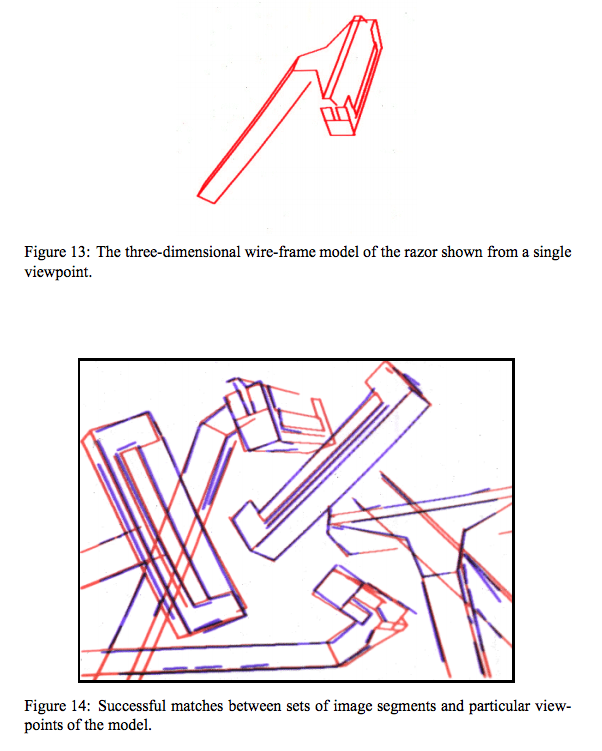 Figure 13: The three-dimensional wire-frame model of the razor shown from a single
viewpoint.
Figure 14: Successful matches between sets of image segments and particular view-
points of the model.